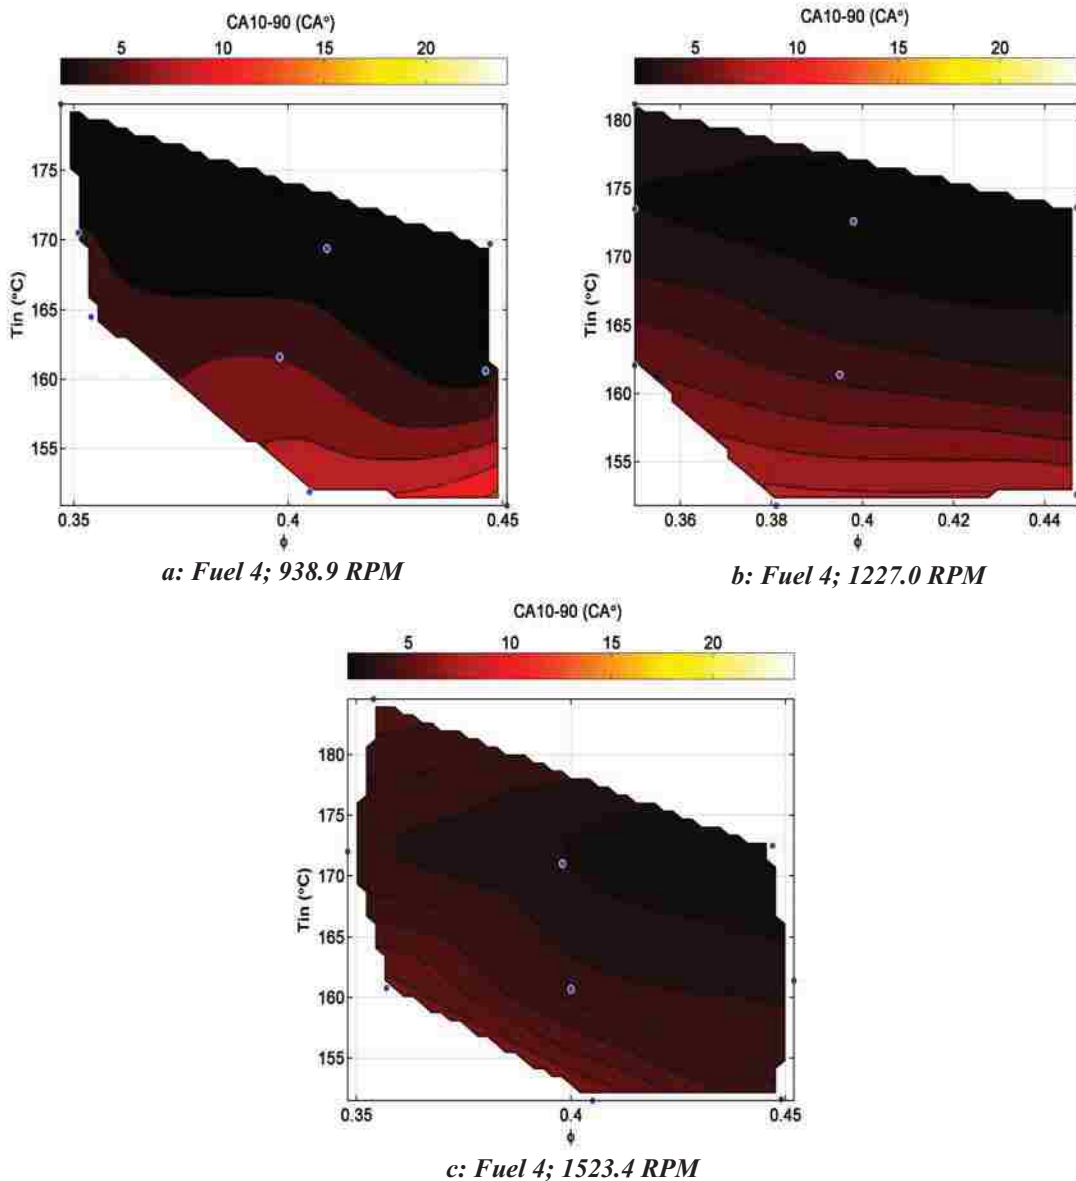 CA10-90 (CA°)
5 10 15 20
175
170
165
160
155
Tin (°C)
0.35 0.4 0.45
ϕ
a: Fuel 4; 938.9 RPM
CA10-90 (CA°)
5 10 15 20
180
175
170
165
160
155
Tin (°C)
0.36 0.38 0.4 0.42 0.44
ϕ
b: Fuel 4; 1227.0 RPM
CA10-90 (CA°)
5 10 15 20
180
175
170
165
160
155
Tin (°C)
0.35 0.4 0.45
ϕ
c: Fuel 4; 1523.4 RPM